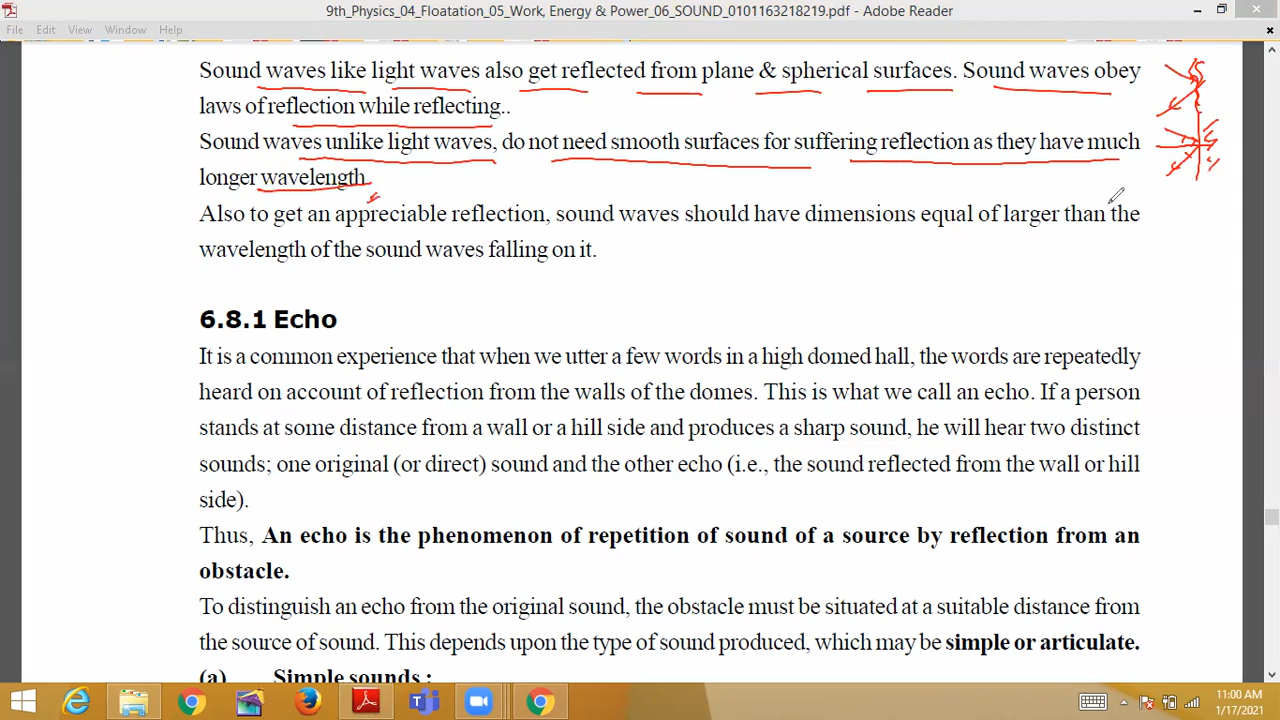 9th_Physics_04_Floatation_05_Work, Energy & Power_06_SOUND_0101163218219.pdf - Adobe Reader
File Edit View Window Help
Sound waves like light waves also get reflected from plane & spherical surfaces. Sound waves obey
laws of reflection while reflecting..
Sound waves unlike light waves, do not need smooth surfaces for suffering reflection as they have much
longer wavelength.
Also to get an appreciable reflection, sound waves should have dimensions equal of larger than the
wavelength of the sound waves falling on it.
6.8.1 Echo
It is a common experience that when we utter a few words in a high domed hall, the words are repeatedly
heard on account of reflection from the walls of the domes. This is what we call an echo. If a person
stands at some distance from a wall or a hill side and produces a sharp sound, he will hear two distinct
sounds; one original (or direct) sound and the other echo (i.e., the sound reflected from the wall or hill
side).
Thus, An echo is the phenomenon of repetition of sound of a source by reflection from an
obstacle.
To distinguish an echo from the original sound, the obstacle must be situated at a suitable distance from
the source of sound. This depends upon the type of sound produced, which may be simple or articulate.
(a) Simple sounds :
11:00 AM
1/17/2021